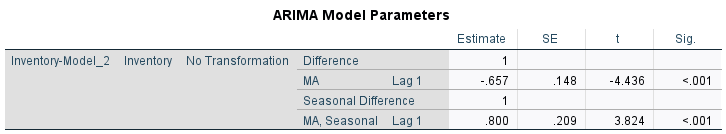 ARIMA Model Parameters
Estimate SE t Sig.
Inventory-Model_2 Inventory No Transformation Difference 1
MA Lag 1 -.657 .148 -4.436 <.001
Seasonal Difference 1
MA, Seasonal Lag 1 .800 .209 3.824 <.001